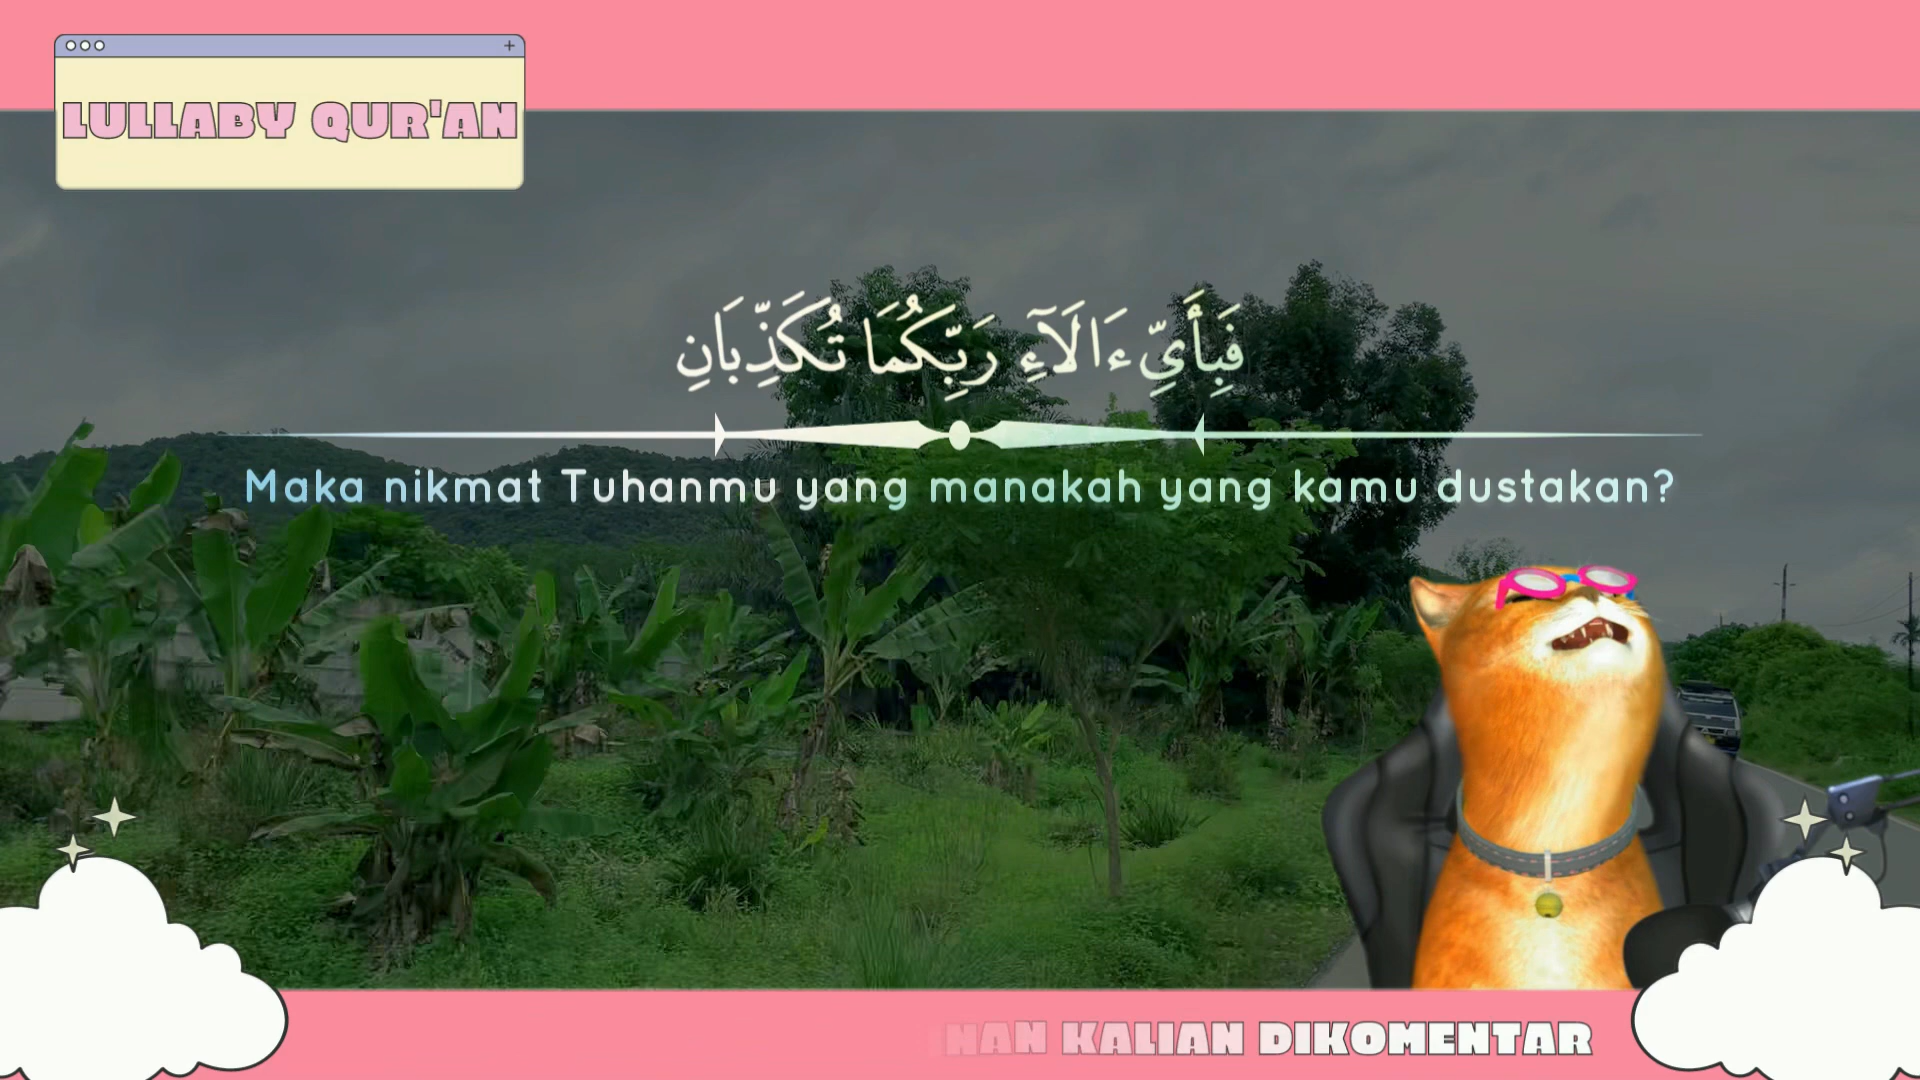 LULLABY QUR'AN
فَبِأَىِّ ءَالَآءِ رَبِّكُمَا تُكَذِّبَانِ
Maka nikmat Tuhanmu yang manakah yang kamu dustakan?
KALIAN DIKOMENTAR